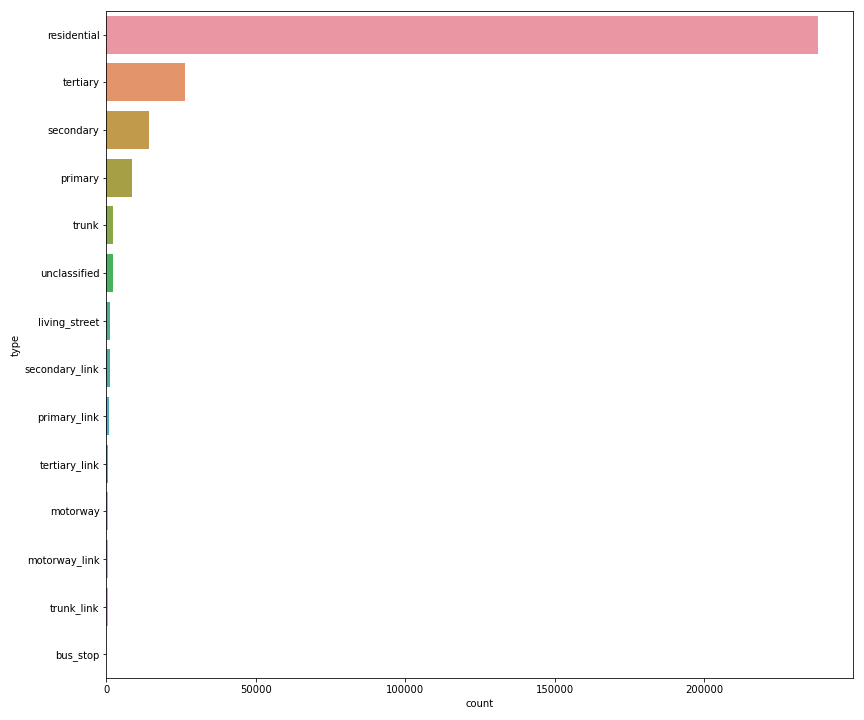 residential
tertiary
secondary
primary
trunk
unclassified
living_street
secondary_link
primary_link
tertiary_link
motorway
motorway_link
trunk_link
bus_stop
type
0 50000 100000 150000 200000
count